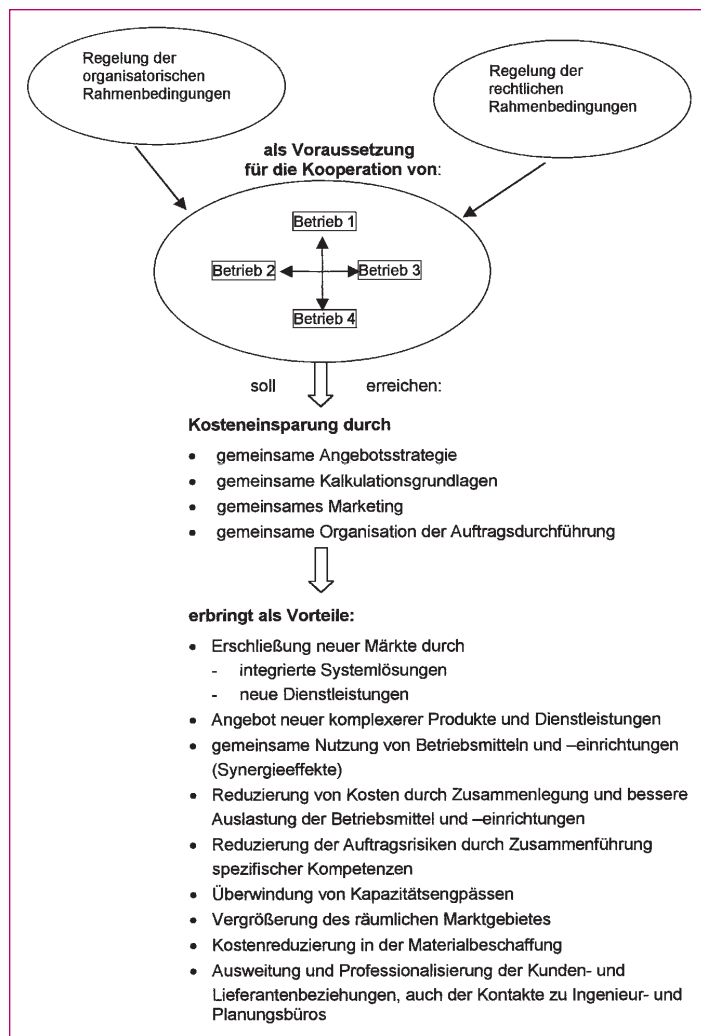 Regelung der
organisatorischen
Rahmenbedingungen
Regelung der
rechtlichen
Rahmenbedingungen
als Voraussetzung
für die Kooperation von:
Betrieb 1
Betrieb 2
Betrieb 3
Betrieb 4
soll erreichen:
Kosteneinsparung durch
• gemeinsame Angebotsstrategie
• gemeinsame Kalkulationsgrundlagen
• gemeinsames Marketing
• gemeinsame Organisation der Auftragsdurchführung
erbringt als Vorteile:
• Erschließung neuer Märkte durch
- integrierte Systemlösungen
- neue Dienstleistungen
• Angebot neuer komplexerer Produkte und Dienstleistungen
• gemeinsame Nutzung von Betriebsmitteln und –einrichtungen
(Synergieeffekte)
• Reduzierung von Kosten durch Zusammenlegung und bessere
Auslastung der Betriebsmittel und –einrichtungen
• Reduzierung der Auftragsrisiken durch Zusammenführung
spezifischer Kompetenzen
• Überwindung von Kapazitätsengpässen
• Vergrößerung des räumlichen Marktgebietes
• Kostenreduzierung in der Materialbeschaffung
• Ausweitung und Professionalisierung der Kunden- und
Lieferantenbeziehungen, auch der Kontakte zu Ingenieur- und
Planungsbüros